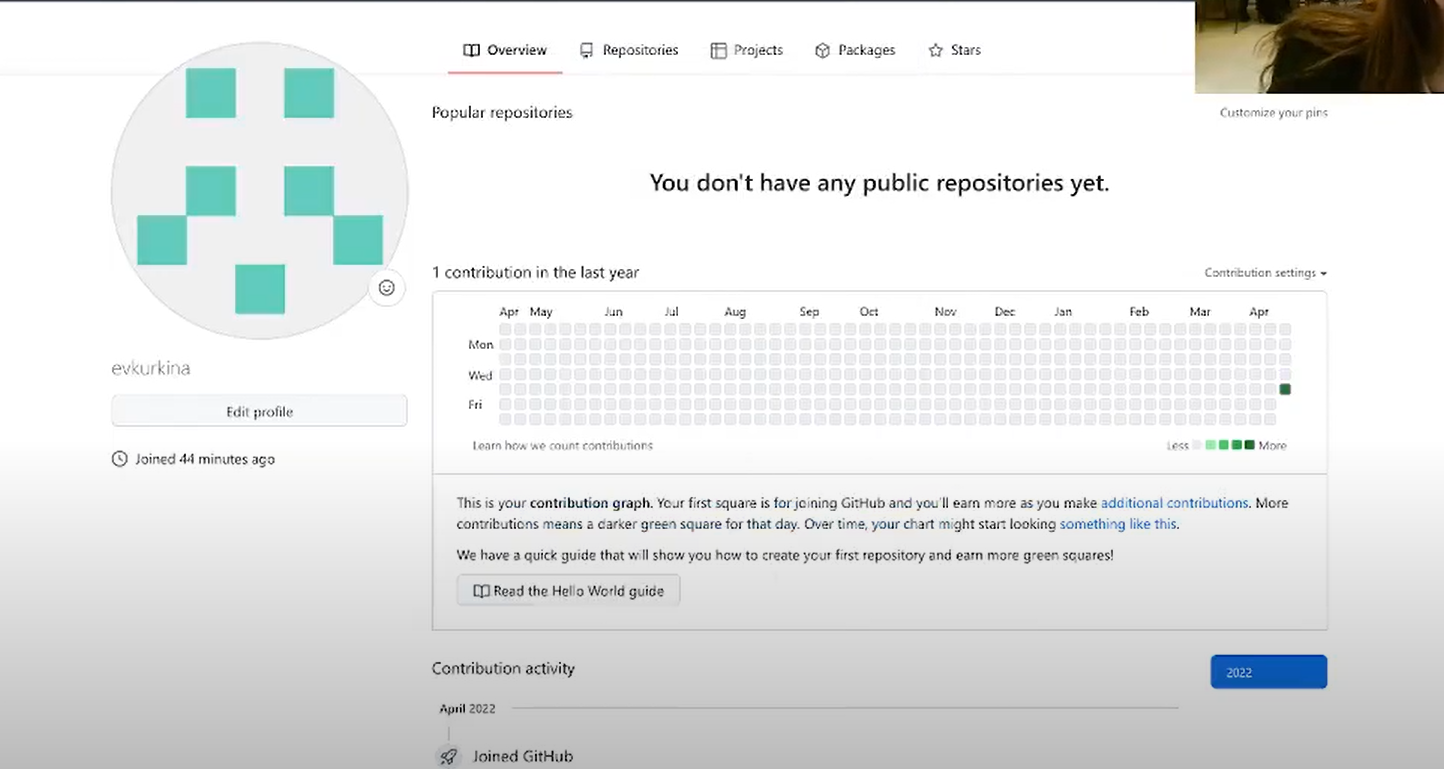 Overview Repositories Projects Packages Stars
Popular repositories
Customize your pins
You don't have any public repositories yet.
1 contribution in the last year
Contribution settings
Apr May Jun Jul Aug Sep Oct Nov Dec Jan Feb Mar Apr
Mon
Wed
Fri
Learn how we count contributions
Less More
evkurkina
Edit profile
Joined 44 minutes ago
This is your contribution graph. Your first square is for joining GitHub and you'll earn more as you make additional contributions. More
contributions means a darker green square for that day. Over time, your chart might start looking something like this.
We have a quick guide that will show you how to create your first repository and earn more green squares!
Read the Hello World guide
Contribution activity
2022
April 2022
Joined GitHub